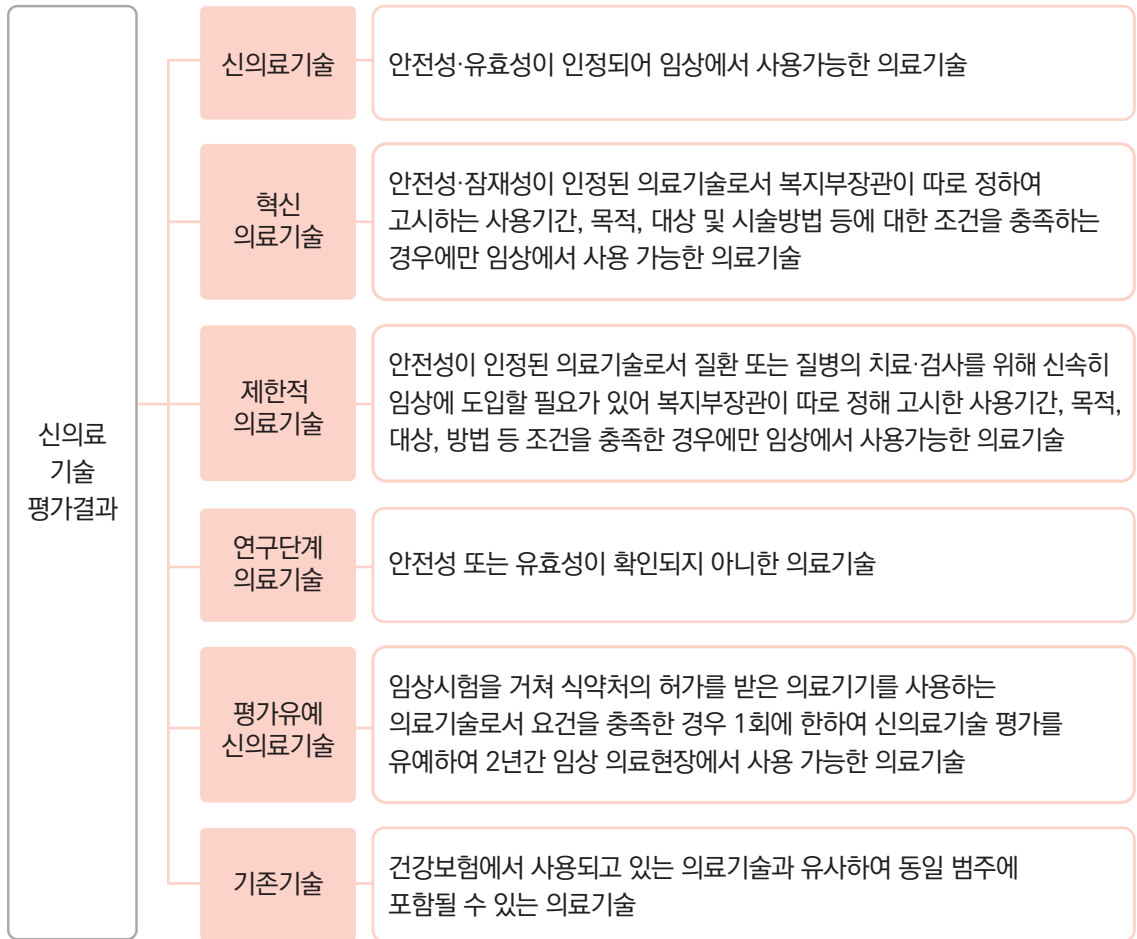 신의료
기술
평가결과
신의료기술
안전성·유효성이 인정되어 임상에서 사용가능한 의료기술
혁신
의료기술
안전성·잠재성이 인정된 의료기술로서 복지부장관이 따로 정하여
고시하는 사용기간, 목적, 대상 및 시술방법 등에 대한 조건을 충족하는
경우에만 임상에서 사용 가능한 의료기술
제한적
의료기술
안전성이 인정된 의료기술로서 질환 또는 질병의 치료·검사를 위해 신속히
임상에 도입할 필요가 있어 복지부장관이 따로 정해 고시한 사용기간, 목적,
대상, 방법 등 조건을 충족한 경우에만 임상에서 사용가능한 의료기술
연구단계
의료기술
안전성 또는 유효성이 확인되지 아니한 의료기술
평가유예
신의료기술
임상시험을 거쳐 식약처의 허가를 받은 의료기기를 사용하는
의료기술로서 요건을 충족한 경우 1회에 한하여 신의료기술 평가를
유예하여 2년간 임상 의료현장에서 사용 가능한 의료기술
기존기술
건강보험에서 사용되고 있는 의료기술과 유사하여 동일 범주에
포함될 수 있는 의료기술